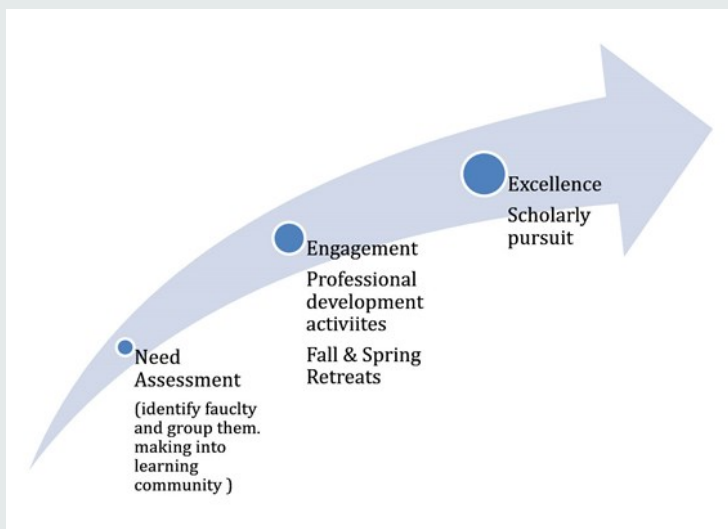 Need
Assessment
(identify fauclty
and group them.
making into
learning
community )
Engagement
Professional
development
activiites
Fall & Spring
Retreats
Excellence
Scholarly
pursuit